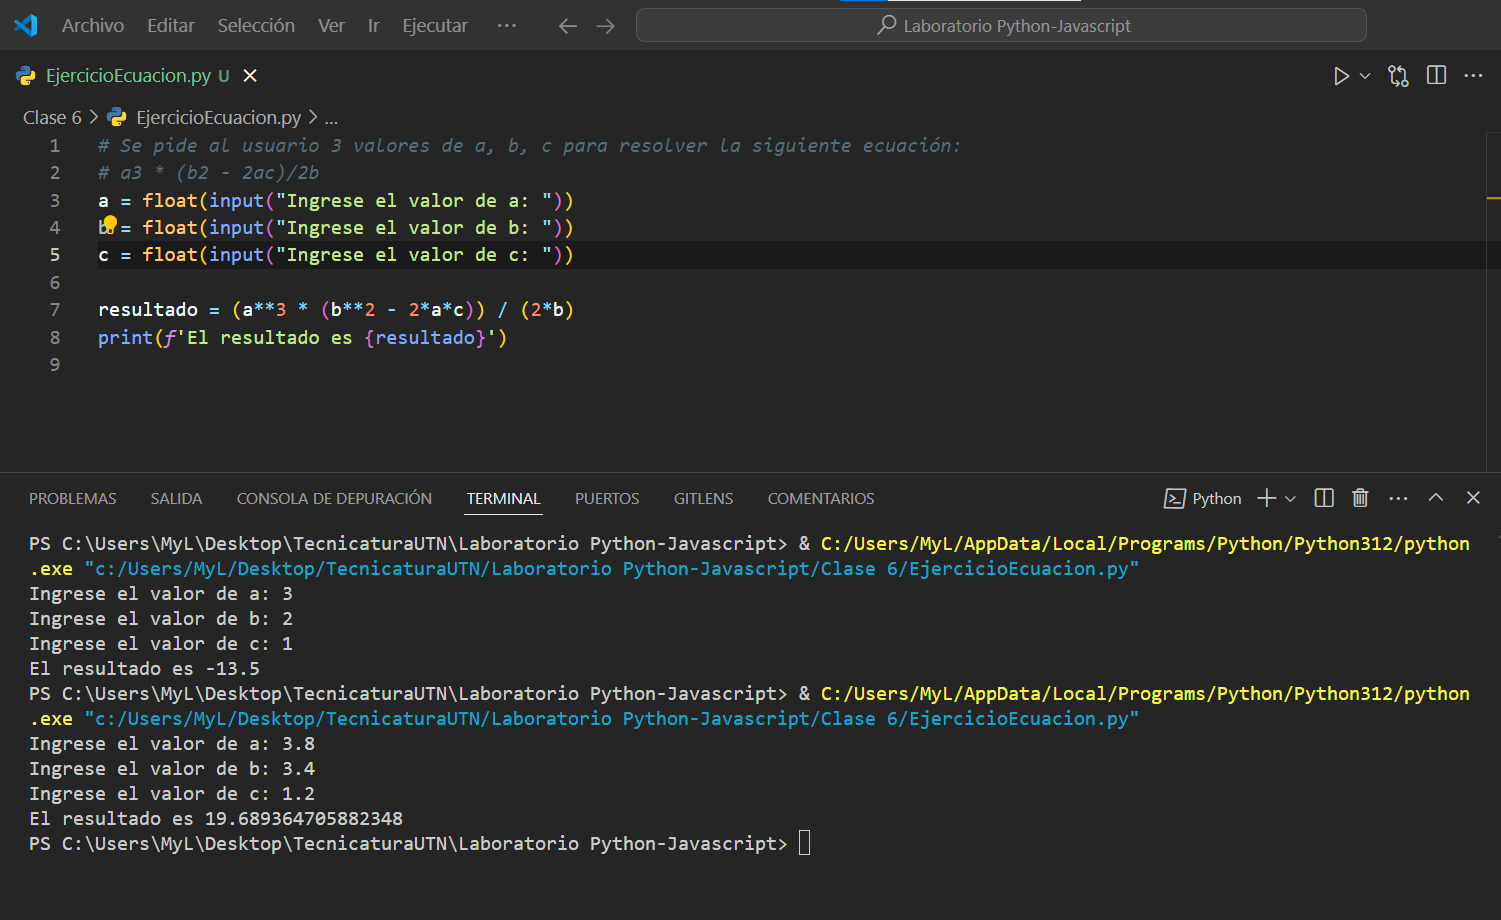 Archivo Editar Selección Ver Ir Ejecutar ··· Laboratorio Python-Javascript
EjercicioEcuacion.py U
Clase 6 > EjercicioEcuacion.py > ...
1 # Se pide al usuario 3 valores de a, b, c para resolver la siguiente ecuación:
2 # a3 * (b2 - 2ac)/2b
3 a = float(input("Ingrese el valor de a: "))
4 b = float(input("Ingrese el valor de b: "))
5 c = float(input("Ingrese el valor de c: "))
6
7 resultado = (a**3 * (b**2 - 2*a*c)) / (2*b)
8 print(f'El resultado es {resultado}')
9
PROBLEMAS SALIDA CONSOLA DE DEPURACIÓN TERMINAL PUERTOS GITLENS COMENTARIOS Python
PS C:\Users\MyL\Desktop\TecnicaturaUTN\Laboratorio Python-Javascript> & C:/Users/MyL/AppData/Local/Programs/Python/Python312/python
.exe "c:/Users/MyL/Desktop/TecnicaturaUTN/Laboratorio Python-Javascript/Clase 6/EjercicioEcuacion.py"
Ingrese el valor de a: 3
Ingrese el valor de b: 2
Ingrese el valor de c: 1
El resultado es -13.5
PS C:\Users\MyL\Desktop\TecnicaturaUTN\Laboratorio Python-Javascript> & C:/Users/MyL/AppData/Local/Programs/Python/Python312/python
.exe "c:/Users/MyL/Desktop/TecnicaturaUTN/Laboratorio Python-Javascript/Clase 6/EjercicioEcuacion.py"
Ingrese el valor de a: 3.8
Ingrese el valor de b: 3.4
Ingrese el valor de c: 1.2
El resultado es 19.689364705882348
PS C:\Users\MyL\Desktop\TecnicaturaUTN\Laboratorio Python-Javascript>